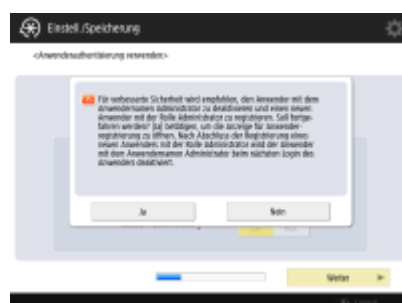 Einstell./Speicherung
<Anwenderauthentisierung verwenden>
Für verbesserte Sicherheit wird empfohlen, den Anwender mit dem
Anwendernamen Administrator zu deaktivieren und einen neuen
Anwender mit der Rolle Administrator zu registrieren. Soll fortge-
fahren werden? [Ja] betätigen, um die Anzeige für Anwender-
registrierung zu öffnen. Nach Abschluss der Registrierung eines
neuen Anwenders mit der Rolle Administrator wird der Anwender
mit dem Anwendernamen Administrator beim nächsten Login des
Anwenders deaktiviert.
Ja
Nein
Weiter